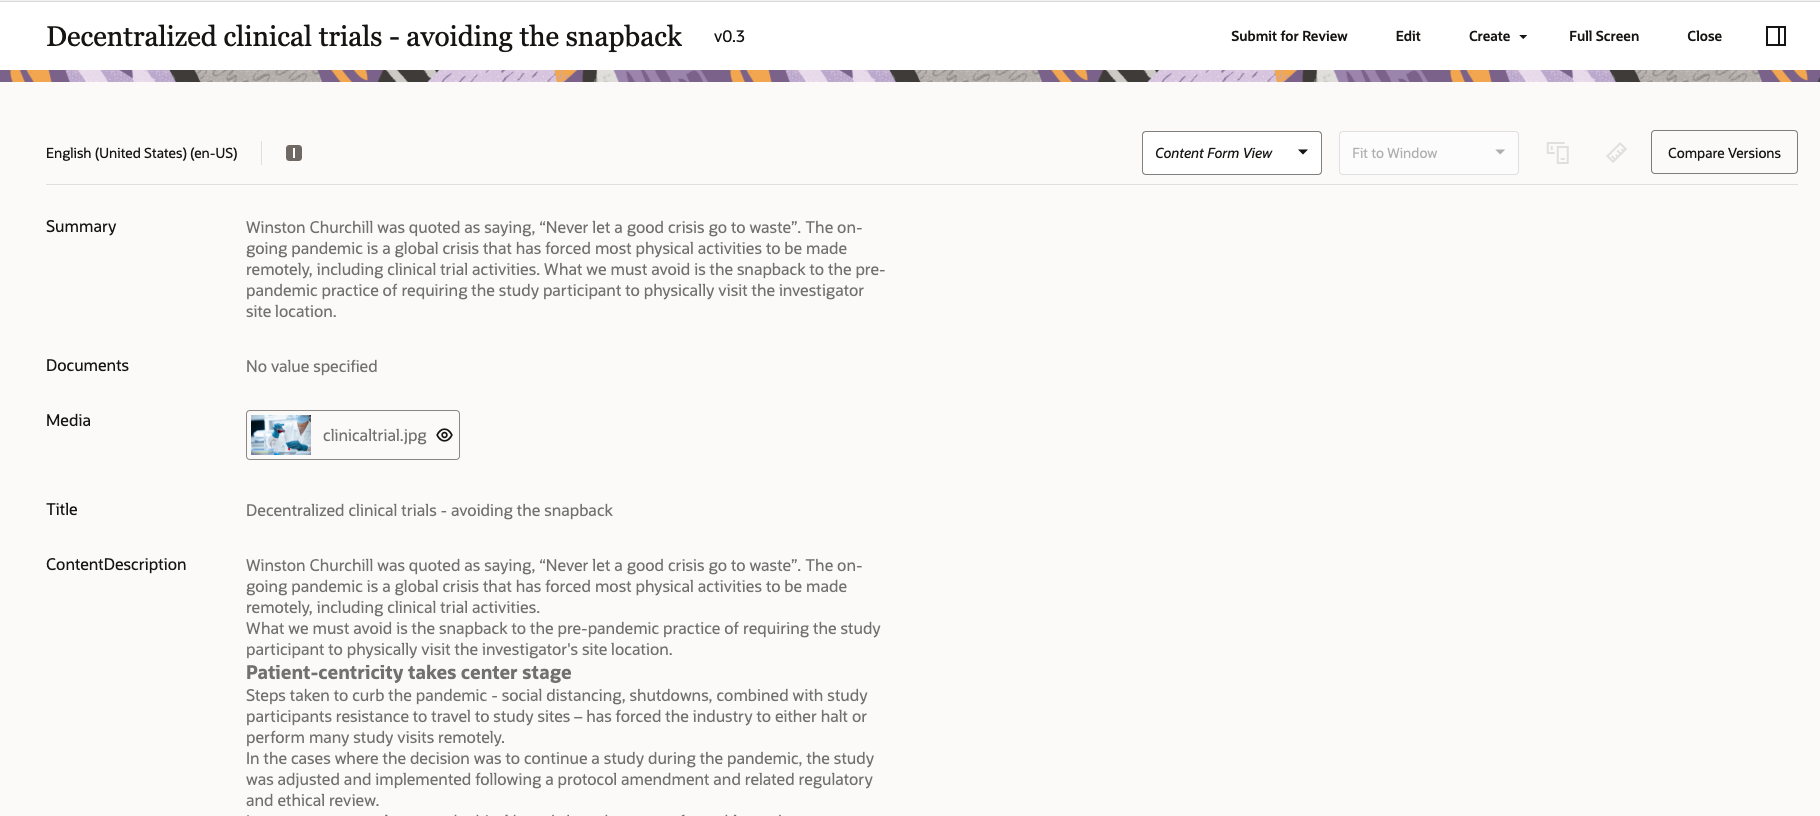 Decentralized clinical trials - avoiding the snapback v0.3 Submit for Review Edit Create Full Screen Close
English (United States) (en-US) I Content Form View Fit to Window Compare Versions
Summary Winston Churchill was quoted as saying, “Never let a good crisis go to waste”. The on-
going pandemic is a global crisis that has forced most physical activities to be made
remotely, including clinical trial activities. What we must avoid is the snapback to the pre-
pandemic practice of requiring the study participant to physically visit the investigator
site location.
Documents No value specified
Media clinicaltrial.jpg
Title Decentralized clinical trials - avoiding the snapback
ContentDescription Winston Churchill was quoted as saying, “Never let a good crisis go to waste”. The on-
going pandemic is a global crisis that has forced most physical activities to be made
remotely, including clinical trial activities.
What we must avoid is the snapback to the pre-pandemic practice of requiring the study
participant to physically visit the investigator's site location.
Patient-centricity takes center stage
Steps taken to curb the pandemic - social distancing, shutdowns, combined with study
participants resistance to travel to study sites – has forced the industry to either halt or
perform many study visits remotely.
In the cases where the decision was to continue a study during the pandemic, the study
was adjusted and implemented following a protocol amendment and related regulatory
and ethical review.